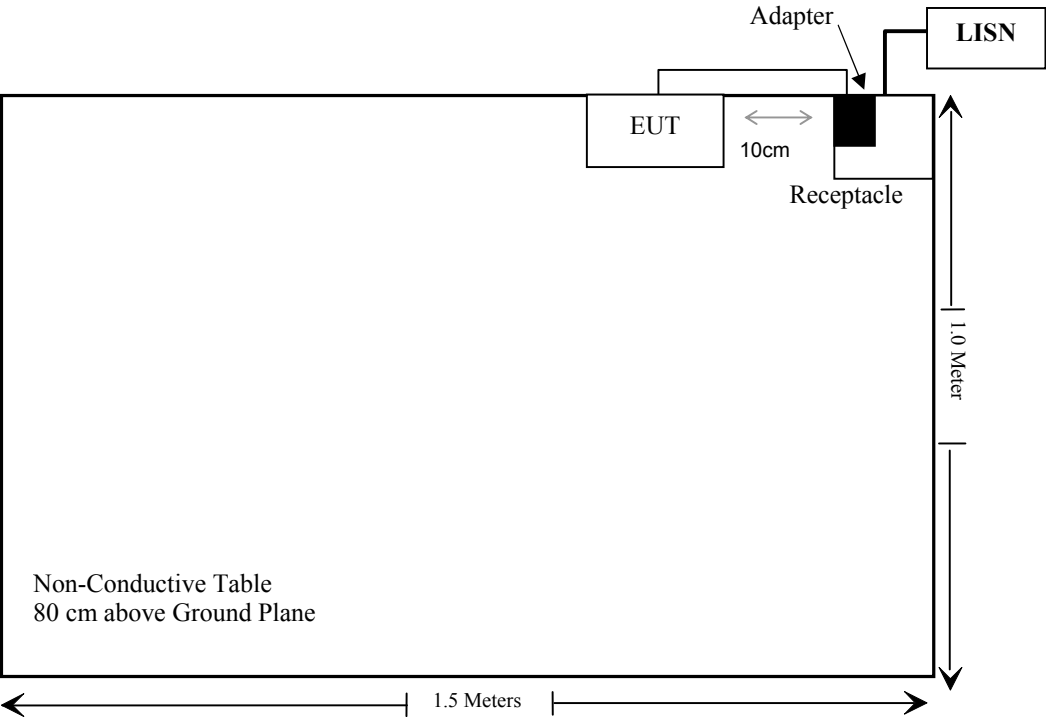 Adapter
LISN
EUT
10cm
Receptacle
1.0 Meter
Non-Conductive Table
80 cm above Ground Plane
1.5 Meters